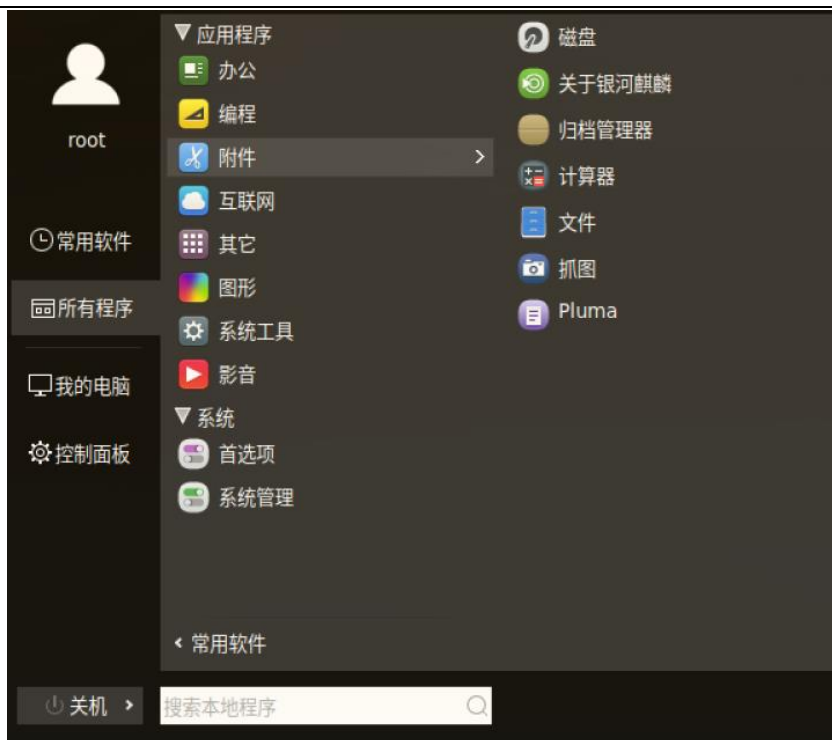 root
常用软件
所有程序
我的电脑
控制面板
关机
应用程序
办公
编程
附件
互联网
其它
图形
系统工具
影音
系统
首选项
系统管理
常用软件
搜索本地程序
磁盘
关于银河麒麟
归档管理器
计算器
文件
抓图
Pluma